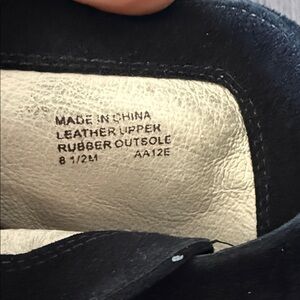 MADE IN CHINA
LEATHER UPPER
RUBBER OUTSOLE
8 1/2M AA12E